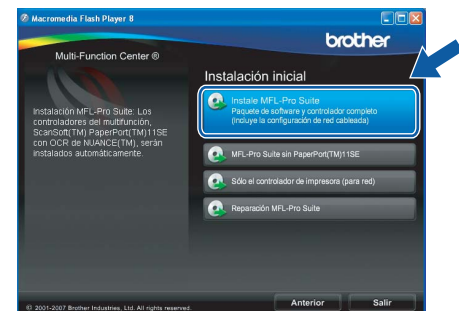 Macromedia Flash Player 8
brother
Multi-Function Center ®
Instalación inicial
Instalación MFL-Pro Suite: Los
controladores del multifunción,
ScanSoft(TM) PaperPort(TM)11SE
con OCR de NUANCE(TM), serán
instalados automáticamente.
Instale MFL-Pro Suite
Paquete de software y controlador completo
(incluye la configuración de red cableada)
MFL-Pro Suite sin PaperPort(TM)11SE
Sólo el controlador de impresora (para red)
Reparación MFL-Pro Suite
Anterior
Salir
© 2001-2007 Brother Industries, Ltd. All rights reserved.